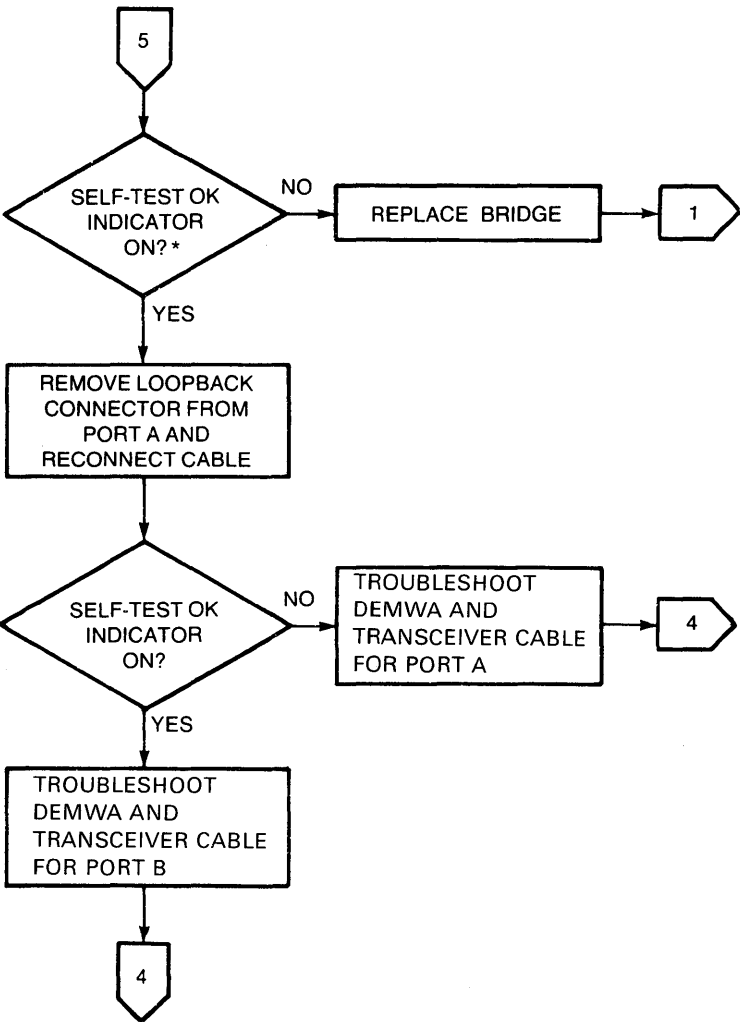 5
SELF-TEST OK
INDICATOR
ON? *
NO
REPLACE BRIDGE
1
YES
REMOVE LOOPBACK
CONNECTOR FROM
PORT A AND
RECONNECT CABLE
SELF-TEST OK
INDICATOR
ON?
NO
TROUBLESHOOT
DEMWA AND
TRANSCEIVER CABLE
FOR PORT A
4
YES
TROUBLESHOOT
DEMWA AND
TRANSCEIVER CABLE
FOR PORT B
4